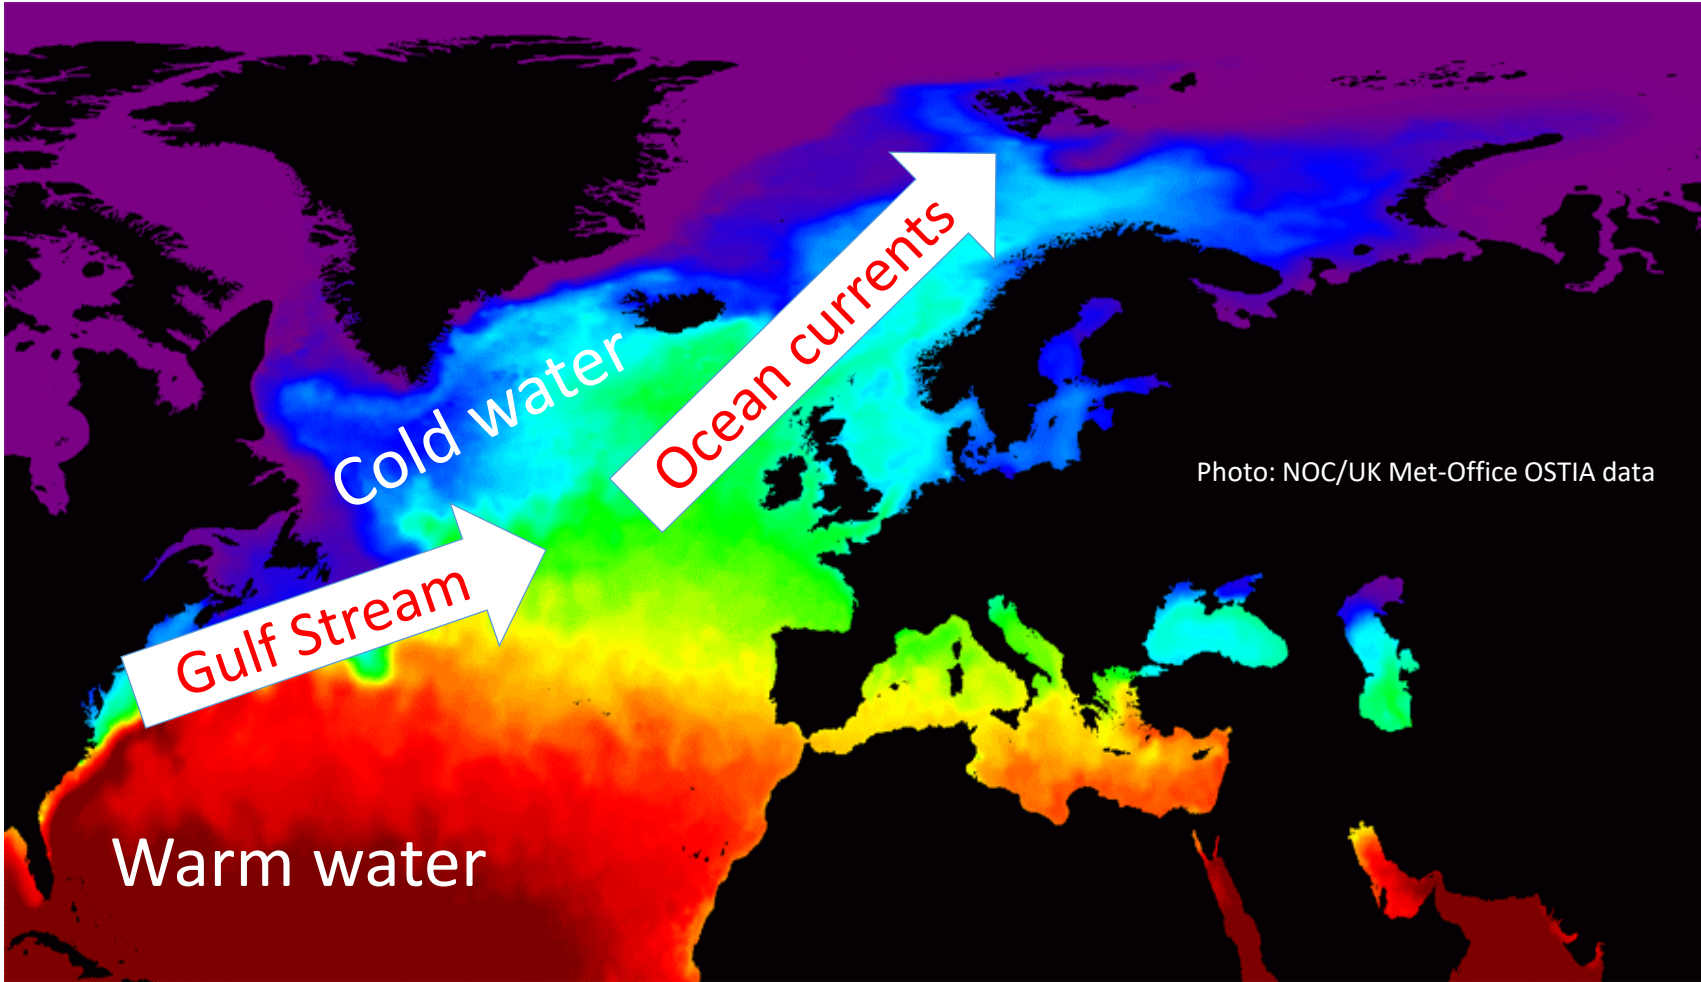 Ocean currents
Cold water
Photo: NOC/UK Met-Office OSTIA data
Gulf Stream
Warm water